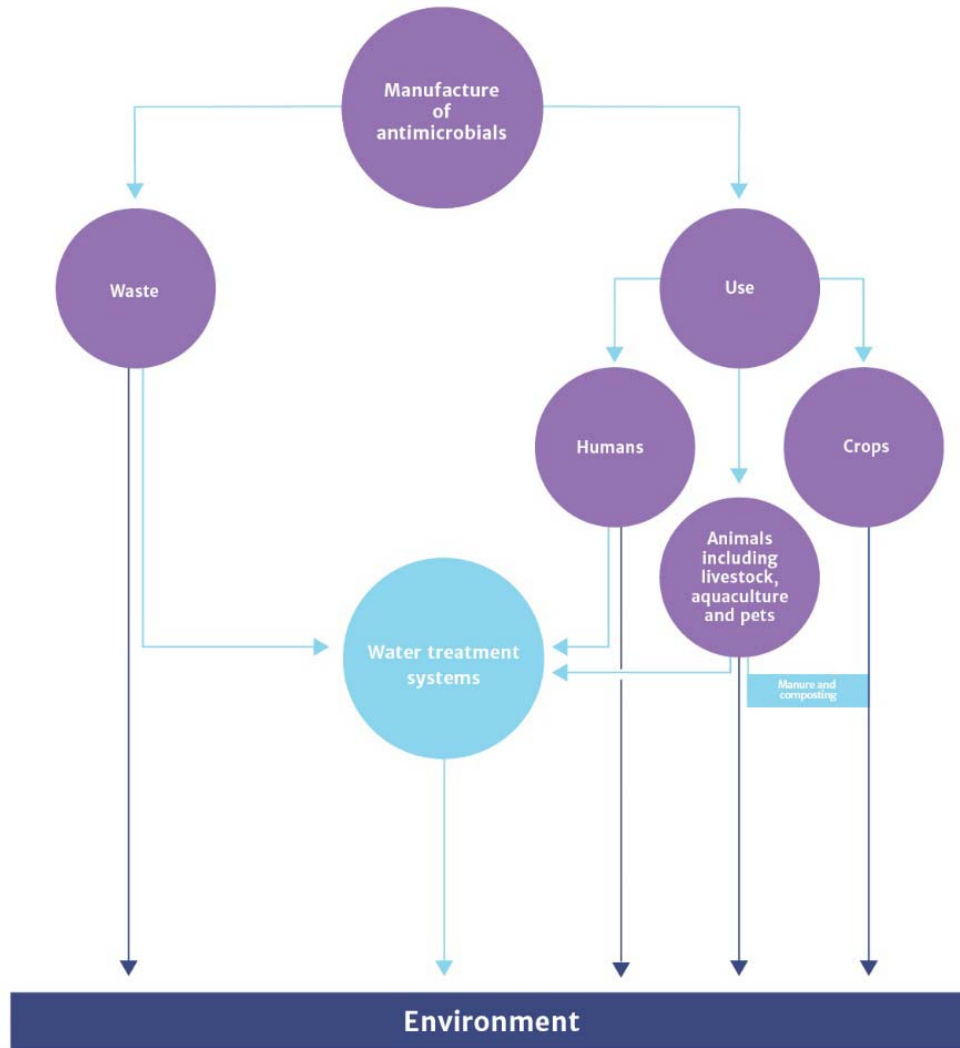 Manufacture
of
antimicrobials
Waste
Use
Humans
Crops
Animals
including
livestock,
aquaculture
and pets
Water treatment
systems
Manure and
composting
Environment